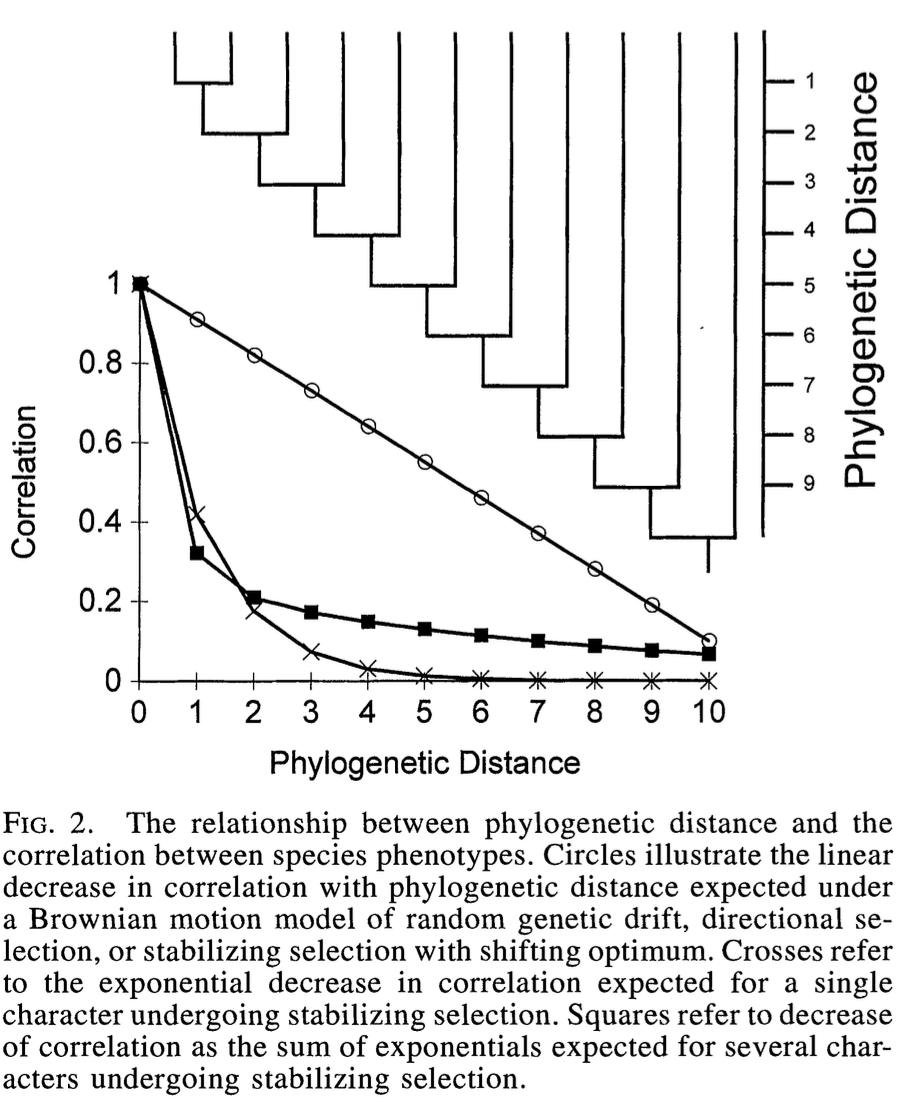 1
2
3
4
5
6
7
8
9
Phylogenetic Distance
1
0.8
0.6
0.4
0.2
0
Correlation
0 1 2 3 4 5 6 7 8 9 10
Phylogenetic Distance
FIG. 2. The relationship between phylogenetic distance and the
correlation between species phenotypes. Circles illustrate the linear
decrease in correlation with phylogenetic distance expected under
a Brownian motion model of random genetic drift, directional se-
lection, or stabilizing selection with shifting optimum. Crosses refer
to the exponential decrease in correlation expected for a single
character undergoing stabilizing selection. Squares refer to decrease
of correlation as the sum of exponentials expected for several char-
acters undergoing stabilizing selection.